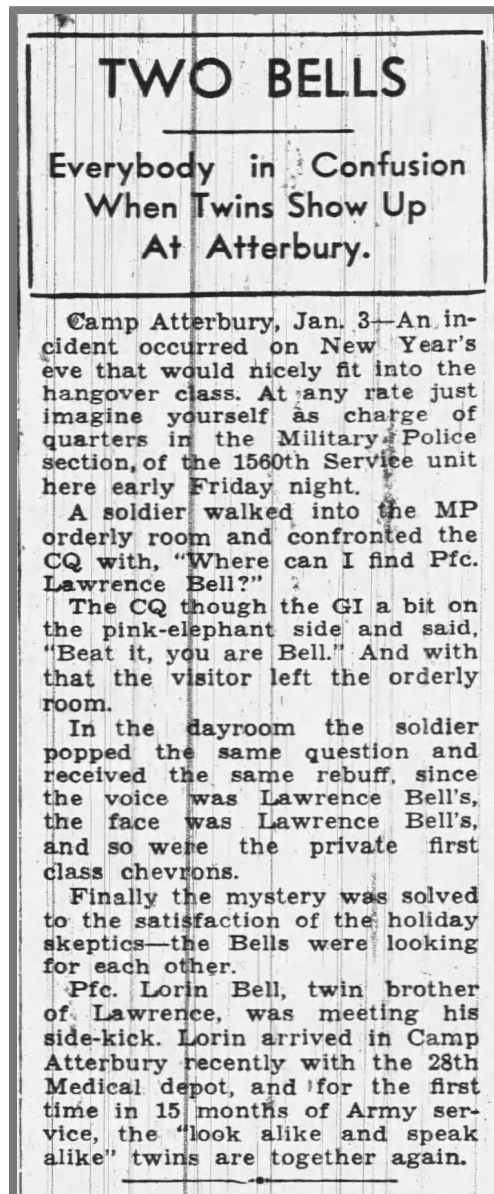 TWO BELLS
Everybody in Confusion
When Twins Show Up
At Atterbury.
Camp Atterbury, Jan. 3—An in-
cident occurred on New Year's
eve that would nicely fit into the
hangover class. At any rate just
imagine yourself as charge of
quarters in the Military Police
section, of the 1560th Service unit
here early Friday night.
A soldier walked into the MP
orderly room and confronted the
CQ with, "Where can I find Pfc.
Lawrence Bell?"
The CQ though the GI a bit on
the pink-elephant side and said,
"Beat it, you are Bell." And with
that the visitor left the orderly
room.
In the dayroom the soldier
popped the same question and
received the same rebuff, since
the voice was Lawrence Bell's,
the face was Lawrence Bell's,
and so were the private first
class chevrons.
Finally the mystery was solved
to the satisfaction of the holiday
skeptics—the Bells were looking
for each other.
Pfc. Lorin Bell, twin brother
of Lawrence, was meeting his
side-kick. Lorin arrived in Camp
Atterbury recently with the 28th
Medical depot, and for the first
time in 15 months of Army ser-
vice, the "look alike and speak
alike" twins are together again.